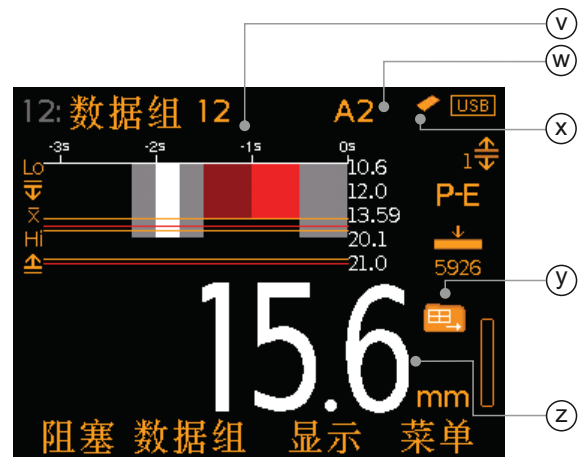 v
w
x
12: 数据组 12 A2 USB
-3s -2s -1s 0s
1
Lo 10.6
12.0
P-E
x̄ 13.59
Hi 20.1
21.0
5926
y
15.6
mm
z
阻塞 数据组 显示 菜单